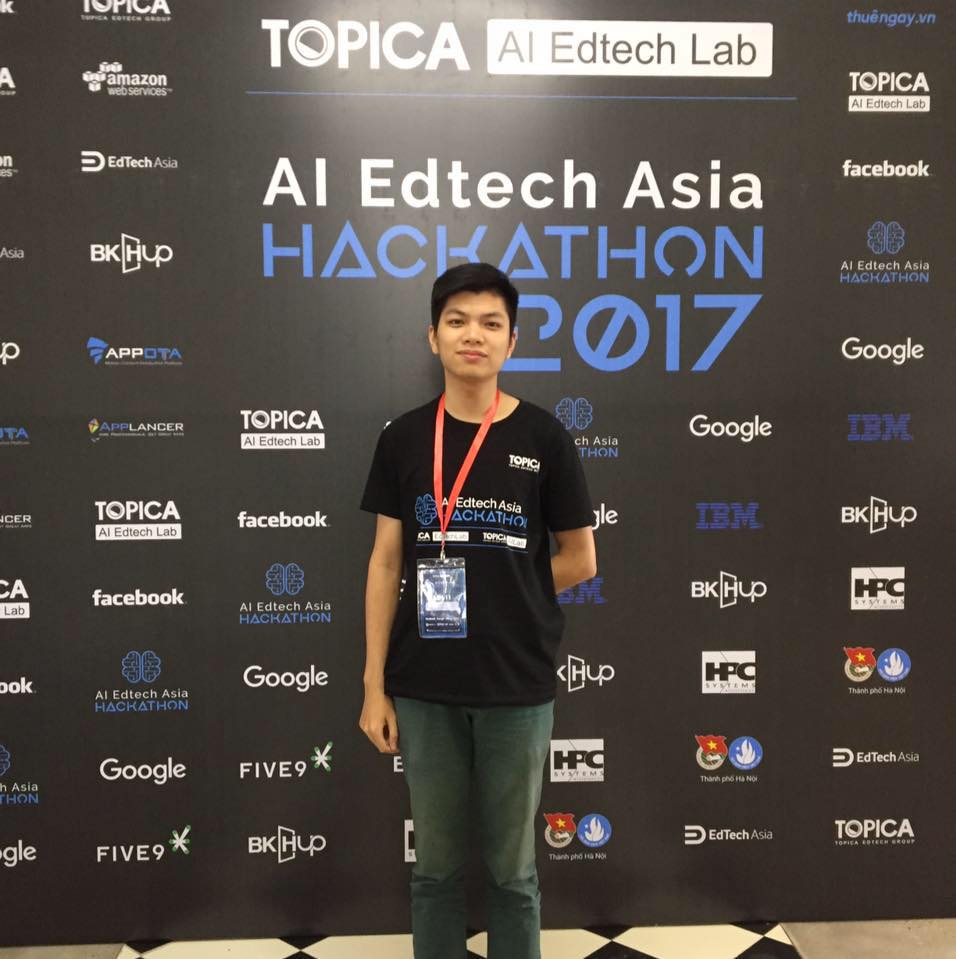 TOPICA
TOPICA EDTECH GROUP
TOPICA AI Edtech Lab
thuêngay.vn
amazon
web services™
TOPICA
AI Edtech Lab
EdTech Asia
AI Edtech Asia
HACKATHON
2017
facebook
Asia
BKHUP
AI Edtech Asia
HACKATHON
APPOTA
Google
APPLANCER
TOPICA
AI Edtech Lab
Google
IBM
TOPICA
AI Edtech Lab
facebook
IBM
BKHUP
facebook
AI Edtech Asia
HACKATHON
BKHUP
HPC
SYSTEMS
AI Edtech Asia
HACKATHON
Google
HPC
SYSTEMS
Thành phố Hà Nội
Google
FIVE9
HPC
SYSTEMS
Thành phố Hà Nội
EdTech Asia
FIVE9
BKHUP
Thành phố Hà Nội
EdTech Asia
TOPICA
TOPICA EDTECH GROUP
AI Edtech Asia
HACKATHON